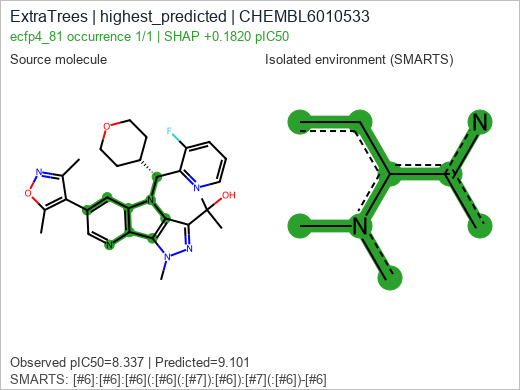 ExtraTrees | highest_predicted | CHEMBL6010533
ecfp4_81 occurrence 1/1 | SHAP +0.1820 pIC50
Source molecule
Isolated environment (SMARTS)
O
F
N
N
OH
O
N
N
N
N
N
N
N
Observed pIC50=8.337 | Predicted=9.101
SMARTS: [#6]:[#6]:[#6](:[#6](:[#7]):[#6]):[#7](:[#6])-[#6]